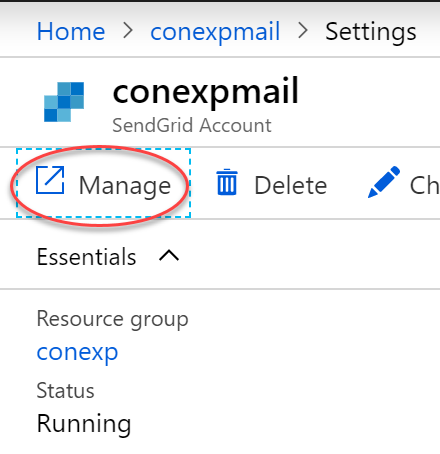 Home > conexpmail > Settings
conexpmail
SendGrid Account
Manage Delete Ch
Essentials
Resource group
conexp
Status
Running